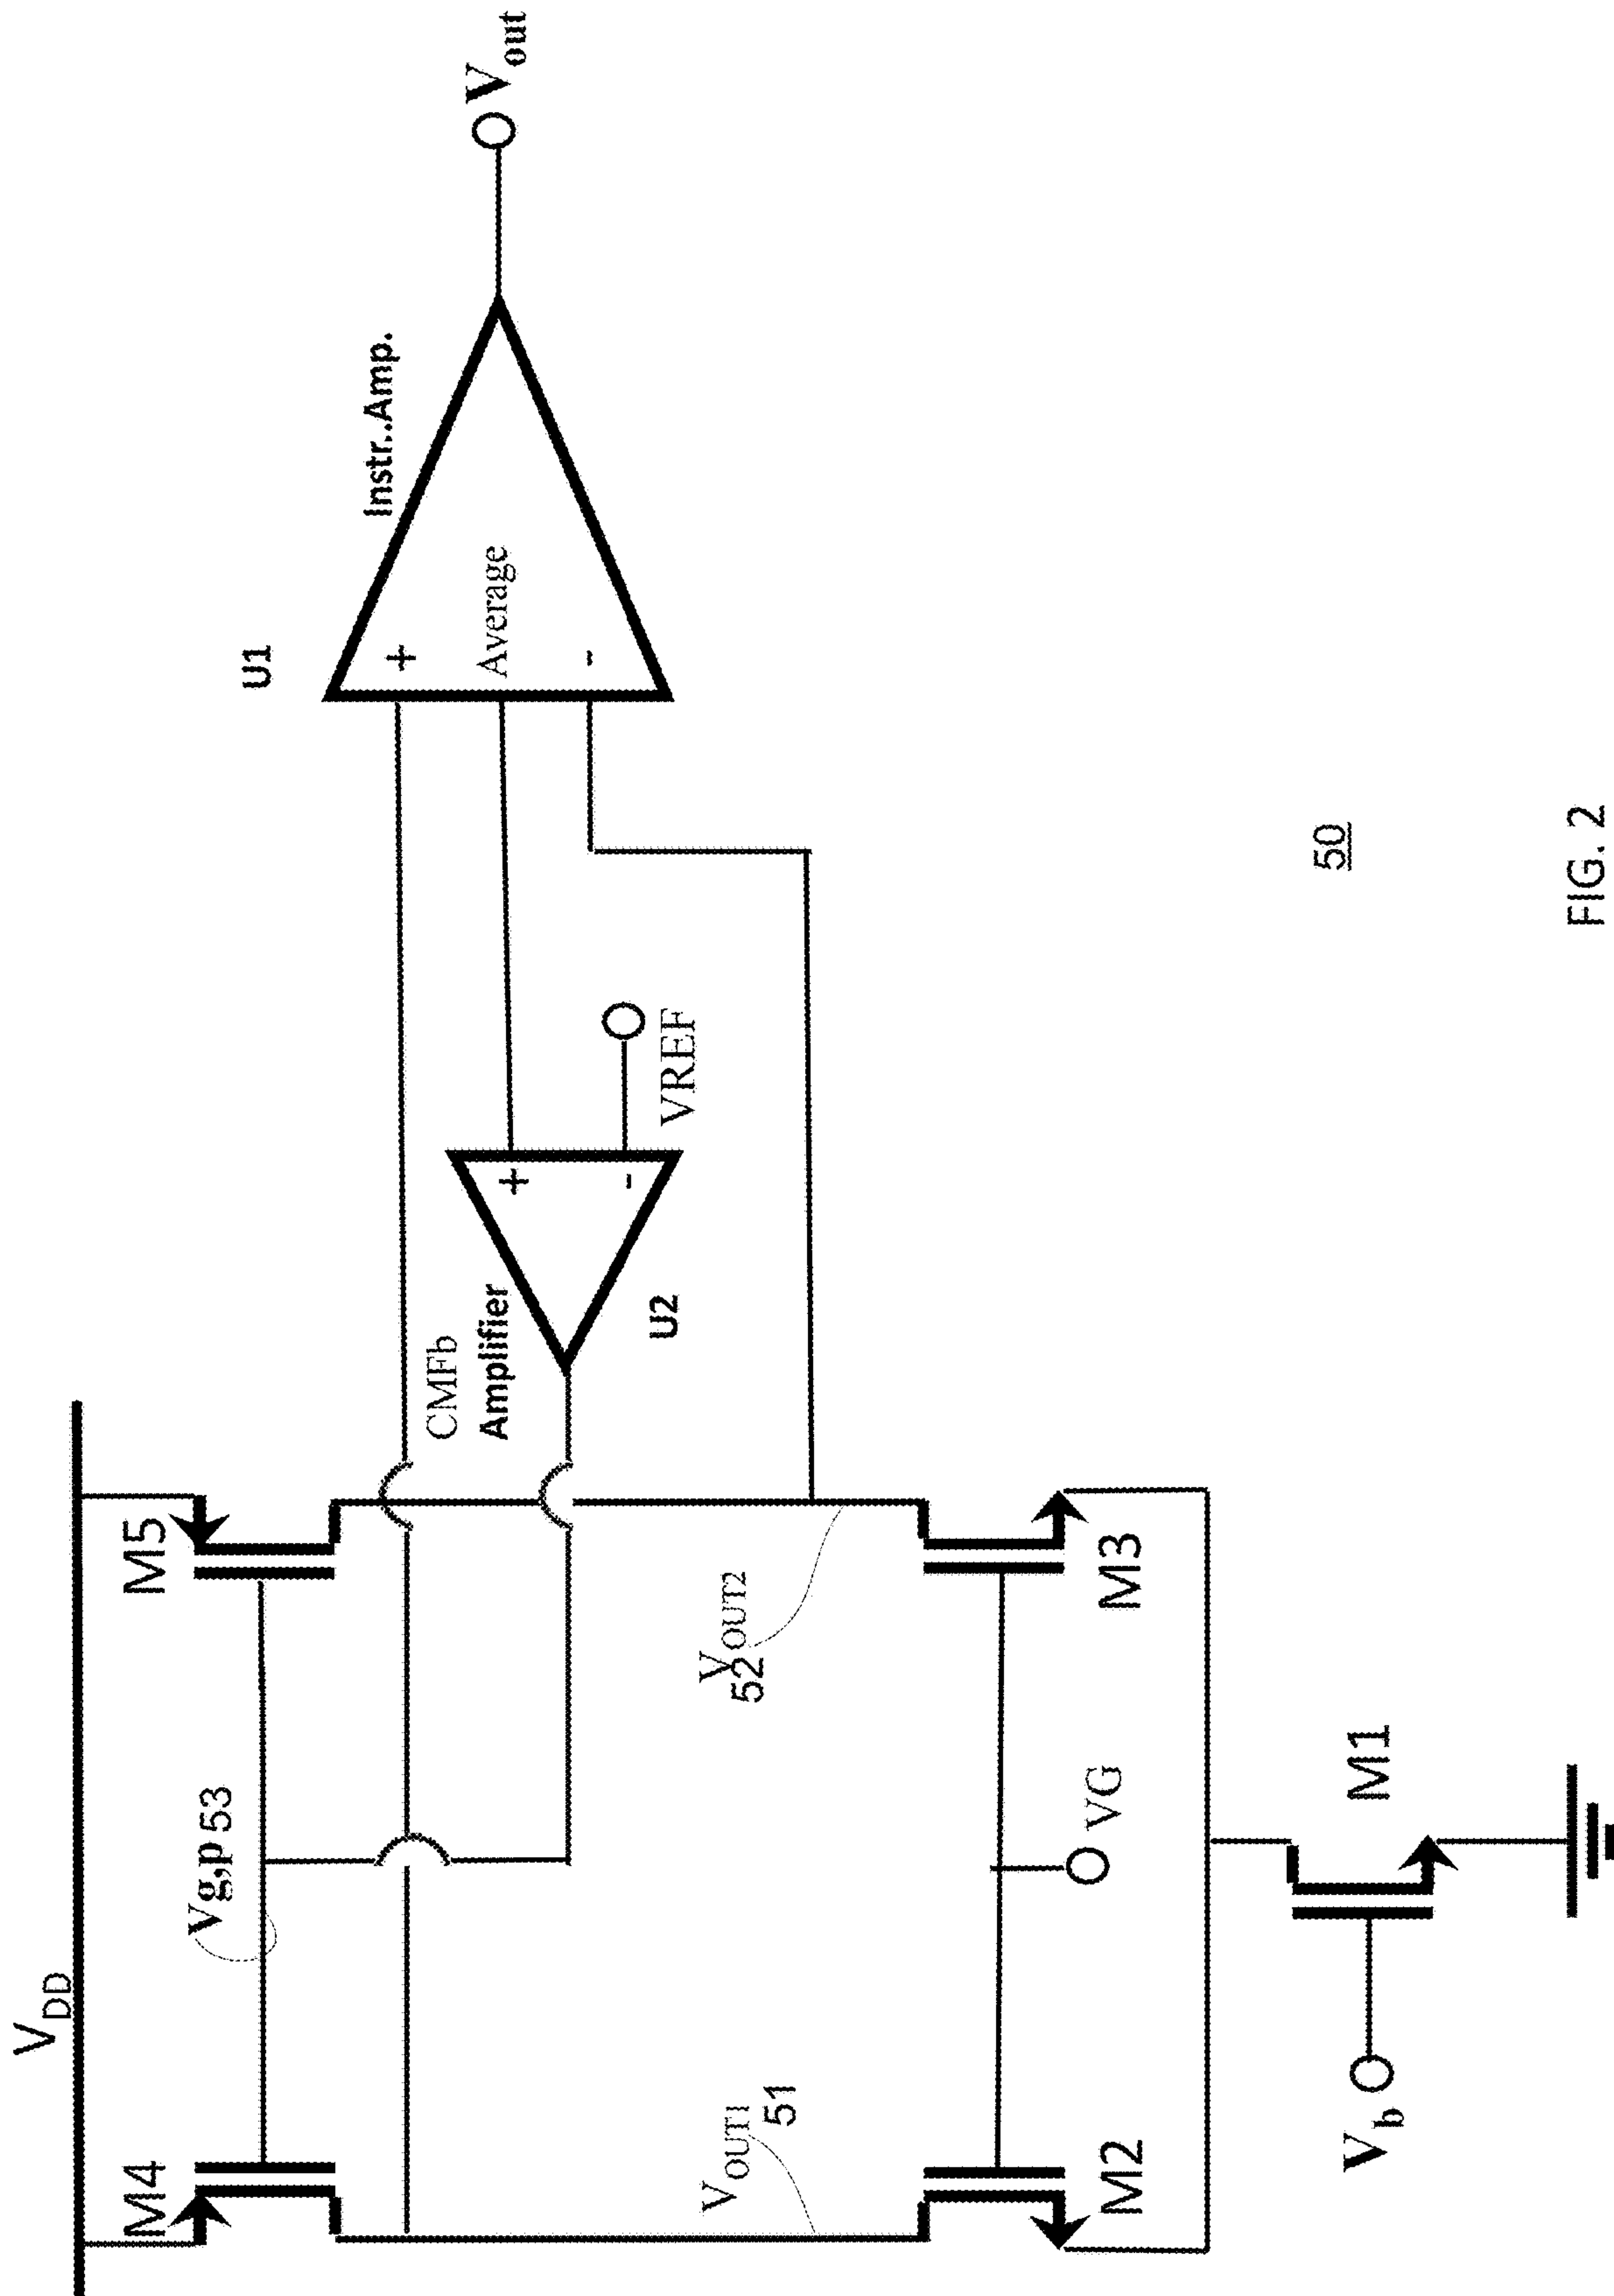 V_DD
M4
M5
Vg,p 53
U1
Instr..Amp.
+
Average
-
V_out
CMFb
Amplifier
+
-
U2
VREF
V_OUT1
51
V_OUT2
52
M2
M3
VG
V_b
M1
50
FIG. 2